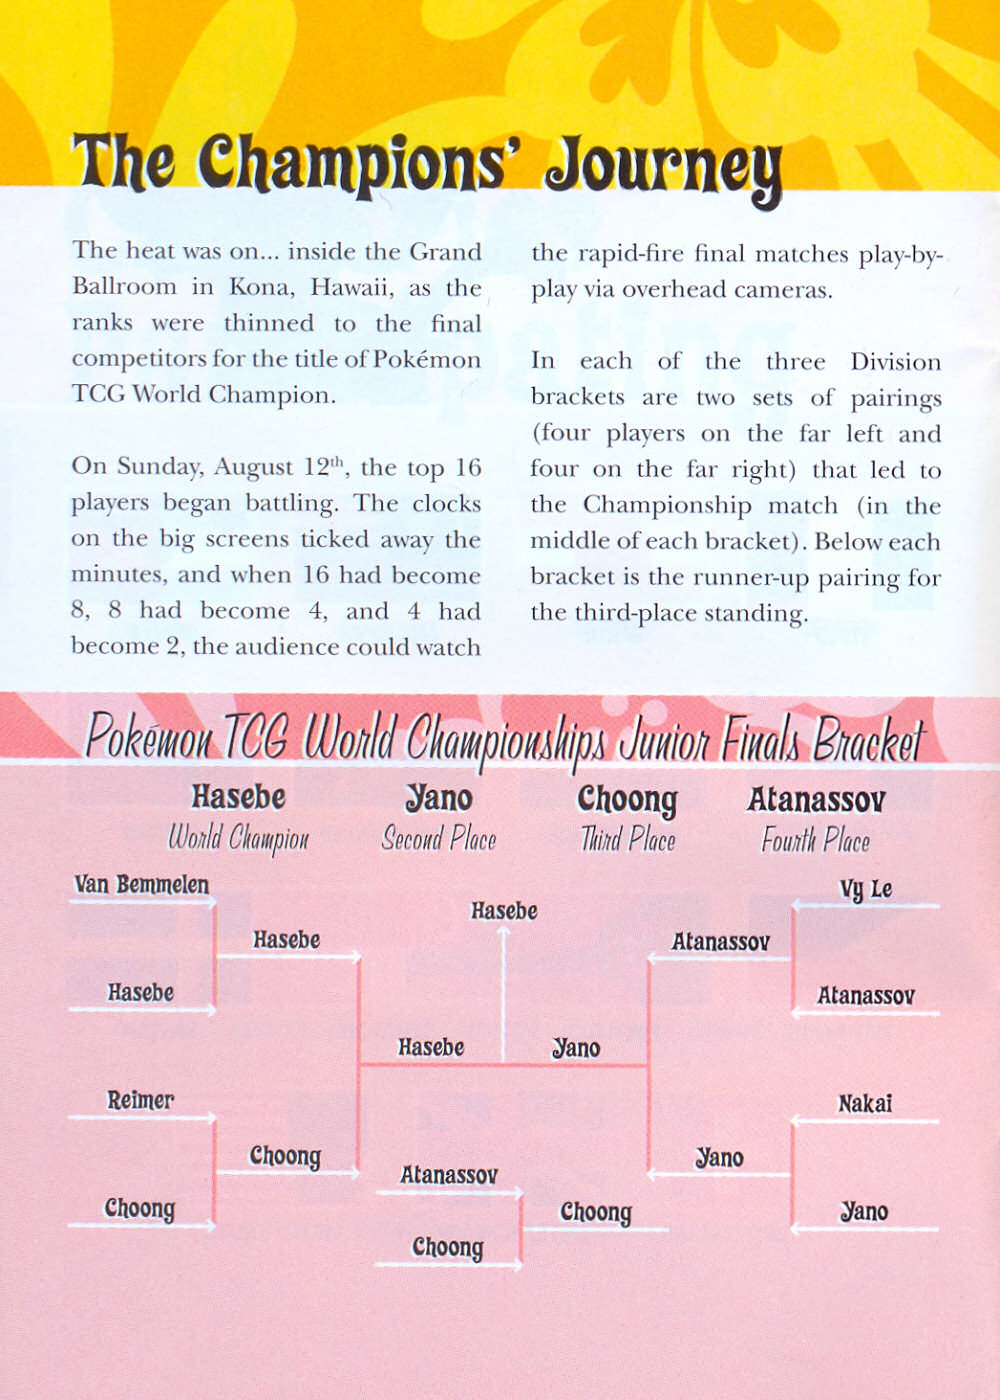 The Champions' Journey
The heat was on... inside the Grand
Ballroom in Kona, Hawaii, as the
ranks were thinned to the final
competitors for the title of Pokémon
TCG World Champion.
On Sunday, August 12th, the top 16
players began battling. The clocks
on the big screens ticked away the
minutes, and when 16 had become
8, 8 had become 4, and 4 had
become 2, the audience could watch
the rapid-fire final matches play-by-
play via overhead cameras.
In each of the three Division
brackets are two sets of pairings
(four players on the far left and
four on the far right) that led to
the Championship match (in the
middle of each bracket). Below each
bracket is the runner-up pairing for
the third-place standing.
Pokémon TCG World Championships Junior Finals Bracket
Hasebe Yano Choong Atanassov
World Champion Second Place Third Place Fourth Place
Van Bemmelen
Hasebe
Reimer
Choong
Hasebe
Choong
Hasebe
Hasebe
Yano
Atanassov
Yano
Vy Le
Atanassov
Nakai
Yano
Atanassov
Choong
Choong